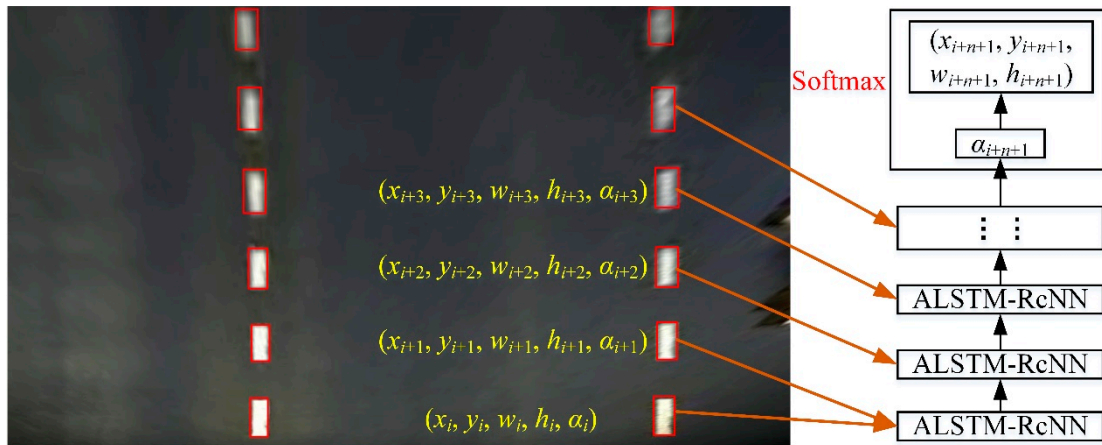 (x_{i+n+1}, y_{i+n+1},
w_{i+n+1}, h_{i+n+1})
Softmax
α_{i+n+1}
(x_{i+3}, y_{i+3}, w_{i+3}, h_{i+3}, α_{i+3})
⋮ ⋮
(x_{i+2}, y_{i+2}, w_{i+2}, h_{i+2}, α_{i+2})
ALSTM-RcNN
(x_{i+1}, y_{i+1}, w_{i+1}, h_{i+1}, α_{i+1})
ALSTM-RcNN
(x_i, y_i, w_i, h_i, α_i)
ALSTM-RcNN